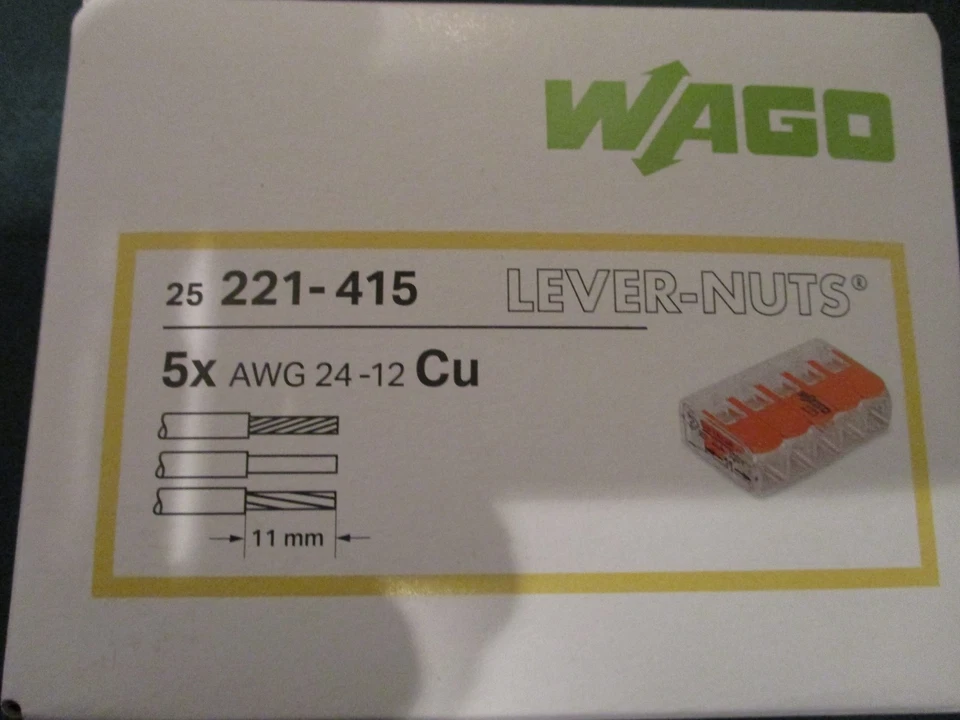 WAGO
25 221-415 LEVER-NUTS®
5x AWG 24-12 Cu
11 mm